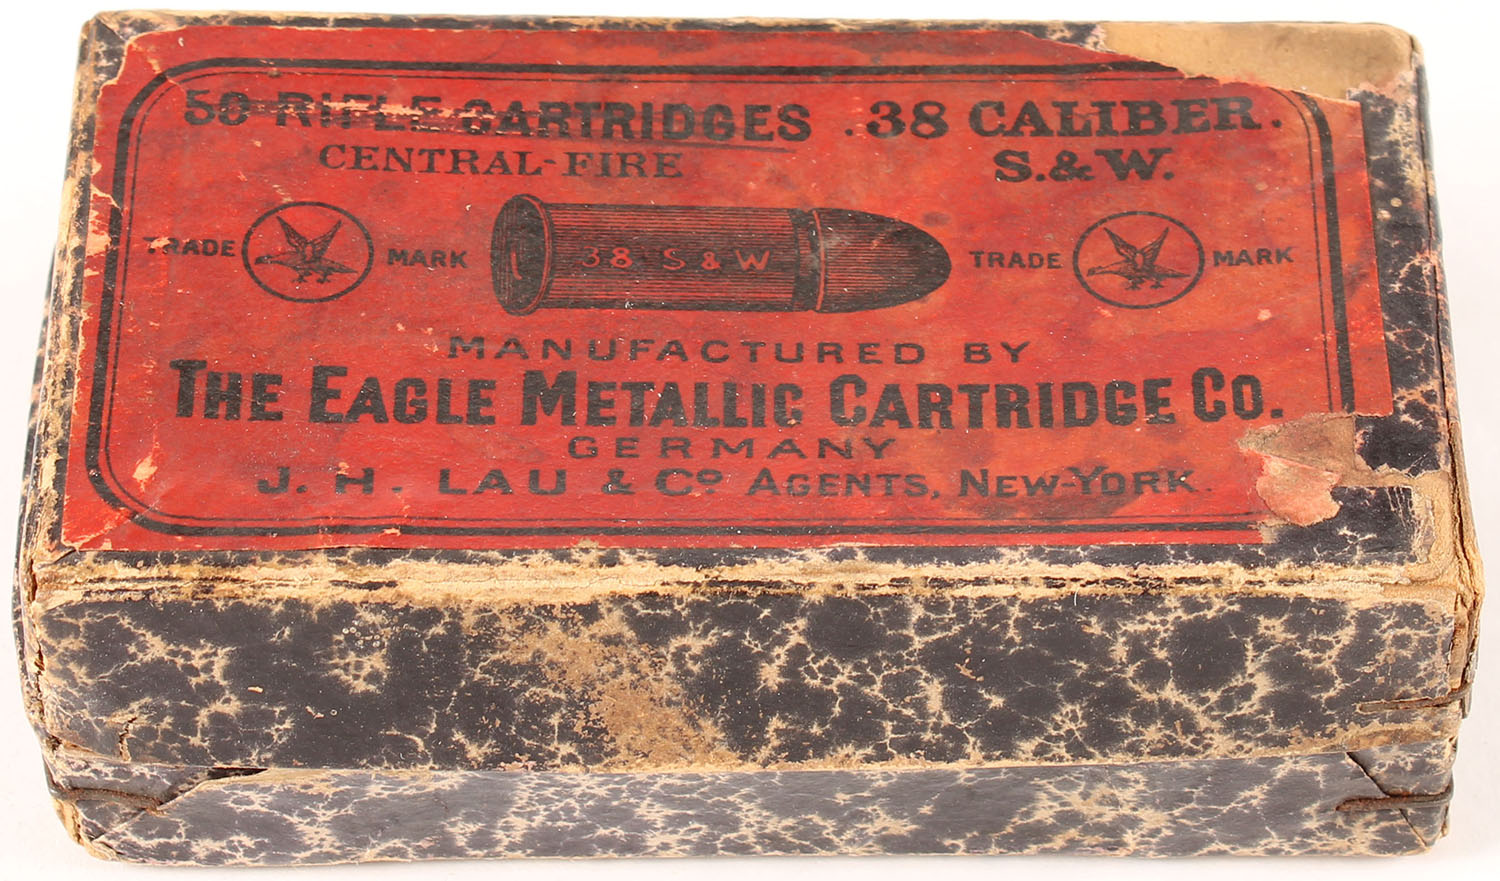 50 RIFLE CARTRIDGES .38 CALIBER.
CENTRAL-FIRE S.&W.
TRADE MARK 38 S & W TRADE MARK
MANUFACTURED BY
THE EAGLE METALLIC CARTRIDGE CO.
GERMANY
J. H. LAU & Co AGENTS, NEW-YORK.